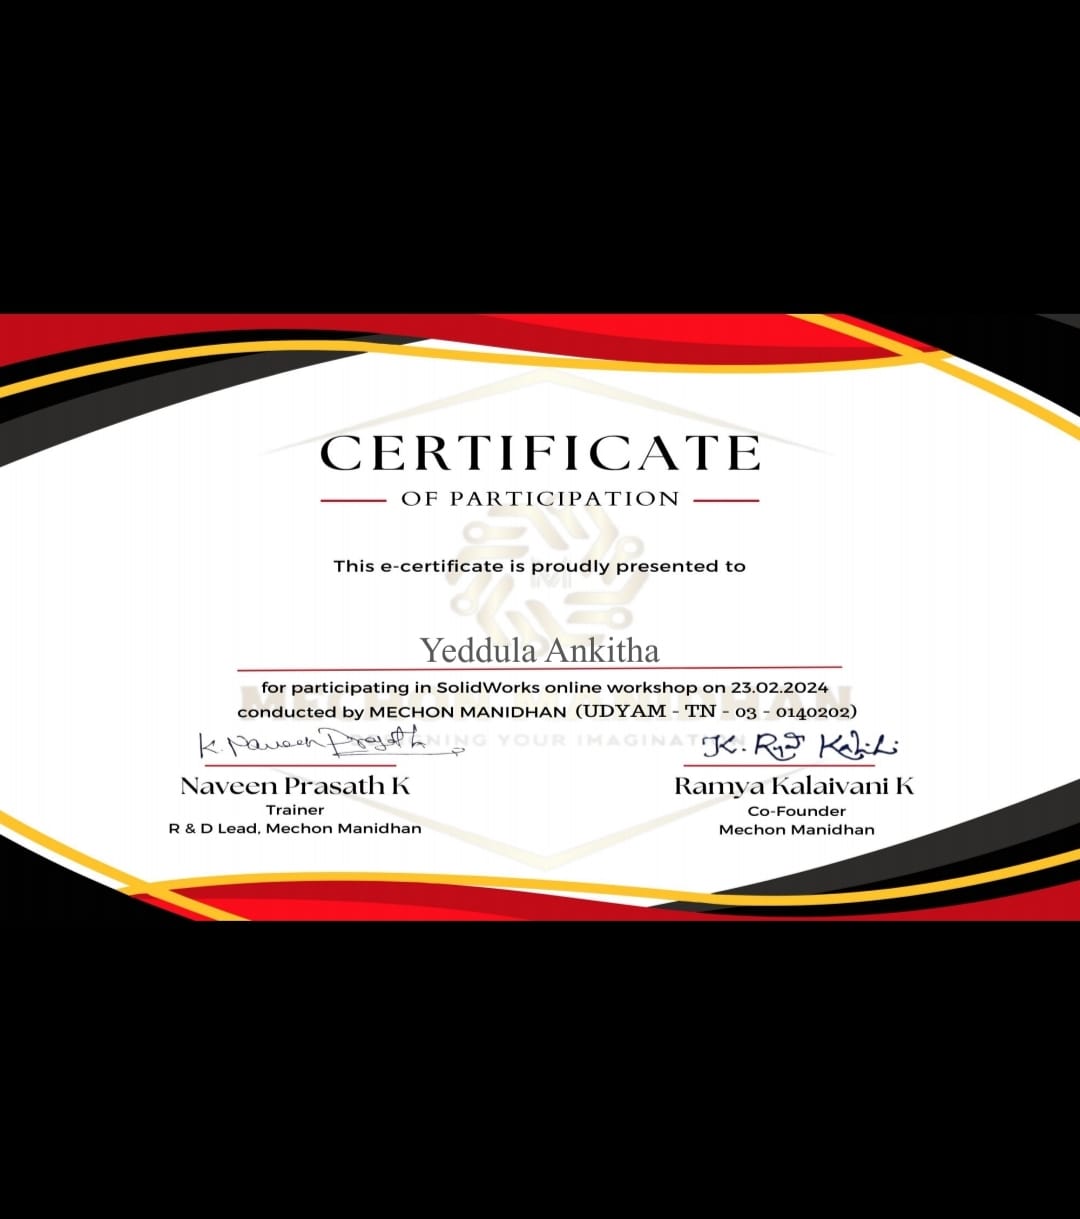 CERTIFICATE
OF PARTICIPATION
This e-certificate is proudly presented to
Yeddula Ankitha
for participating in SolidWorks online workshop on 23.02.2024
conducted by MECHON MANIDHAN (UDYAM - TN - 03 - 0140202)
K. Naveen Prasath
Naveen Prasath K
Trainer
R & D Lead, Mechon Manidhan
Ramya Kalaivani K
Co-Founder
Mechon Manidhan